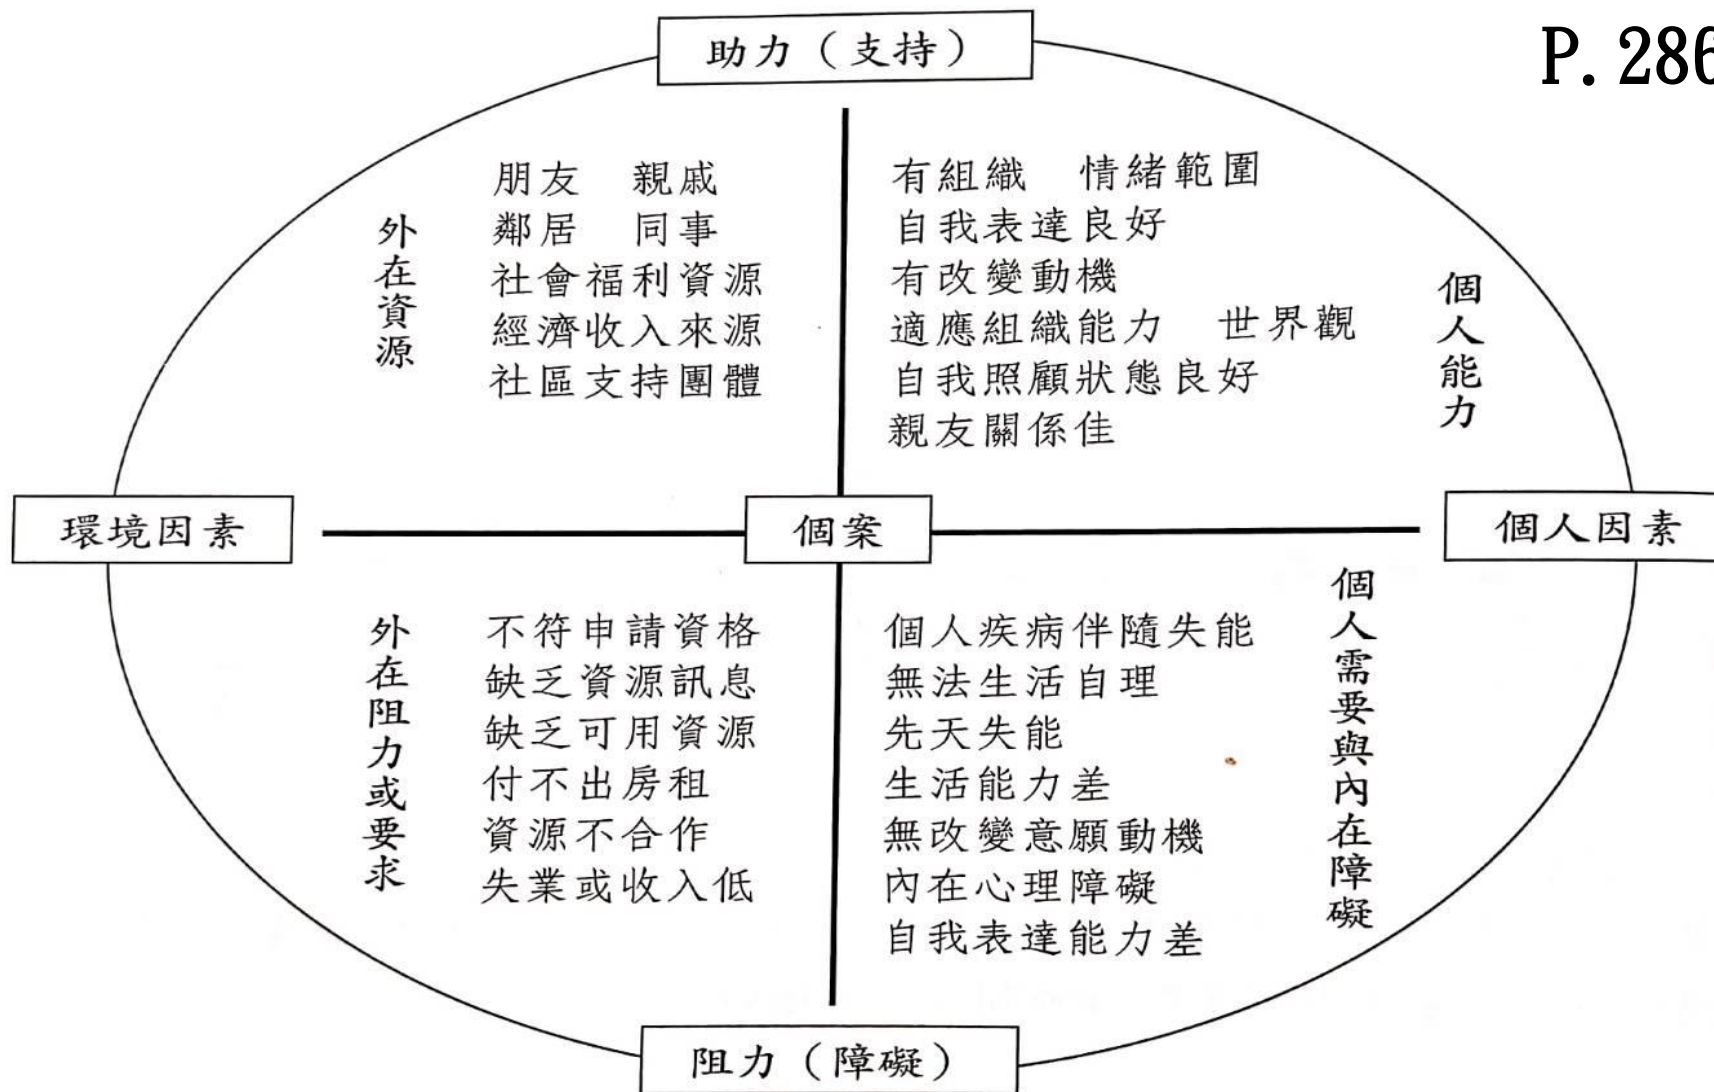 P.286
助力（支持）
外在資源
朋友　親戚
鄰居　同事
社會福利資源
經濟收入來源
社區支持團體
有組織　情緒範圍
自我表達良好
有改變動機
適應組織能力　世界觀
自我照顧狀態良好
親友關係佳
個人能力
環境因素
個案
個人因素
外在阻力或要求
不符申請資格
缺乏資源訊息
缺乏可用資源
付不出房租
資源不合作
失業或收入低
個人疾病伴隨失能
無法生活自理
先天失能
生活能力差
無改變意願動機
內在心理障礙
自我表達能力差
個人需要與內在障礙
阻力（障礙）